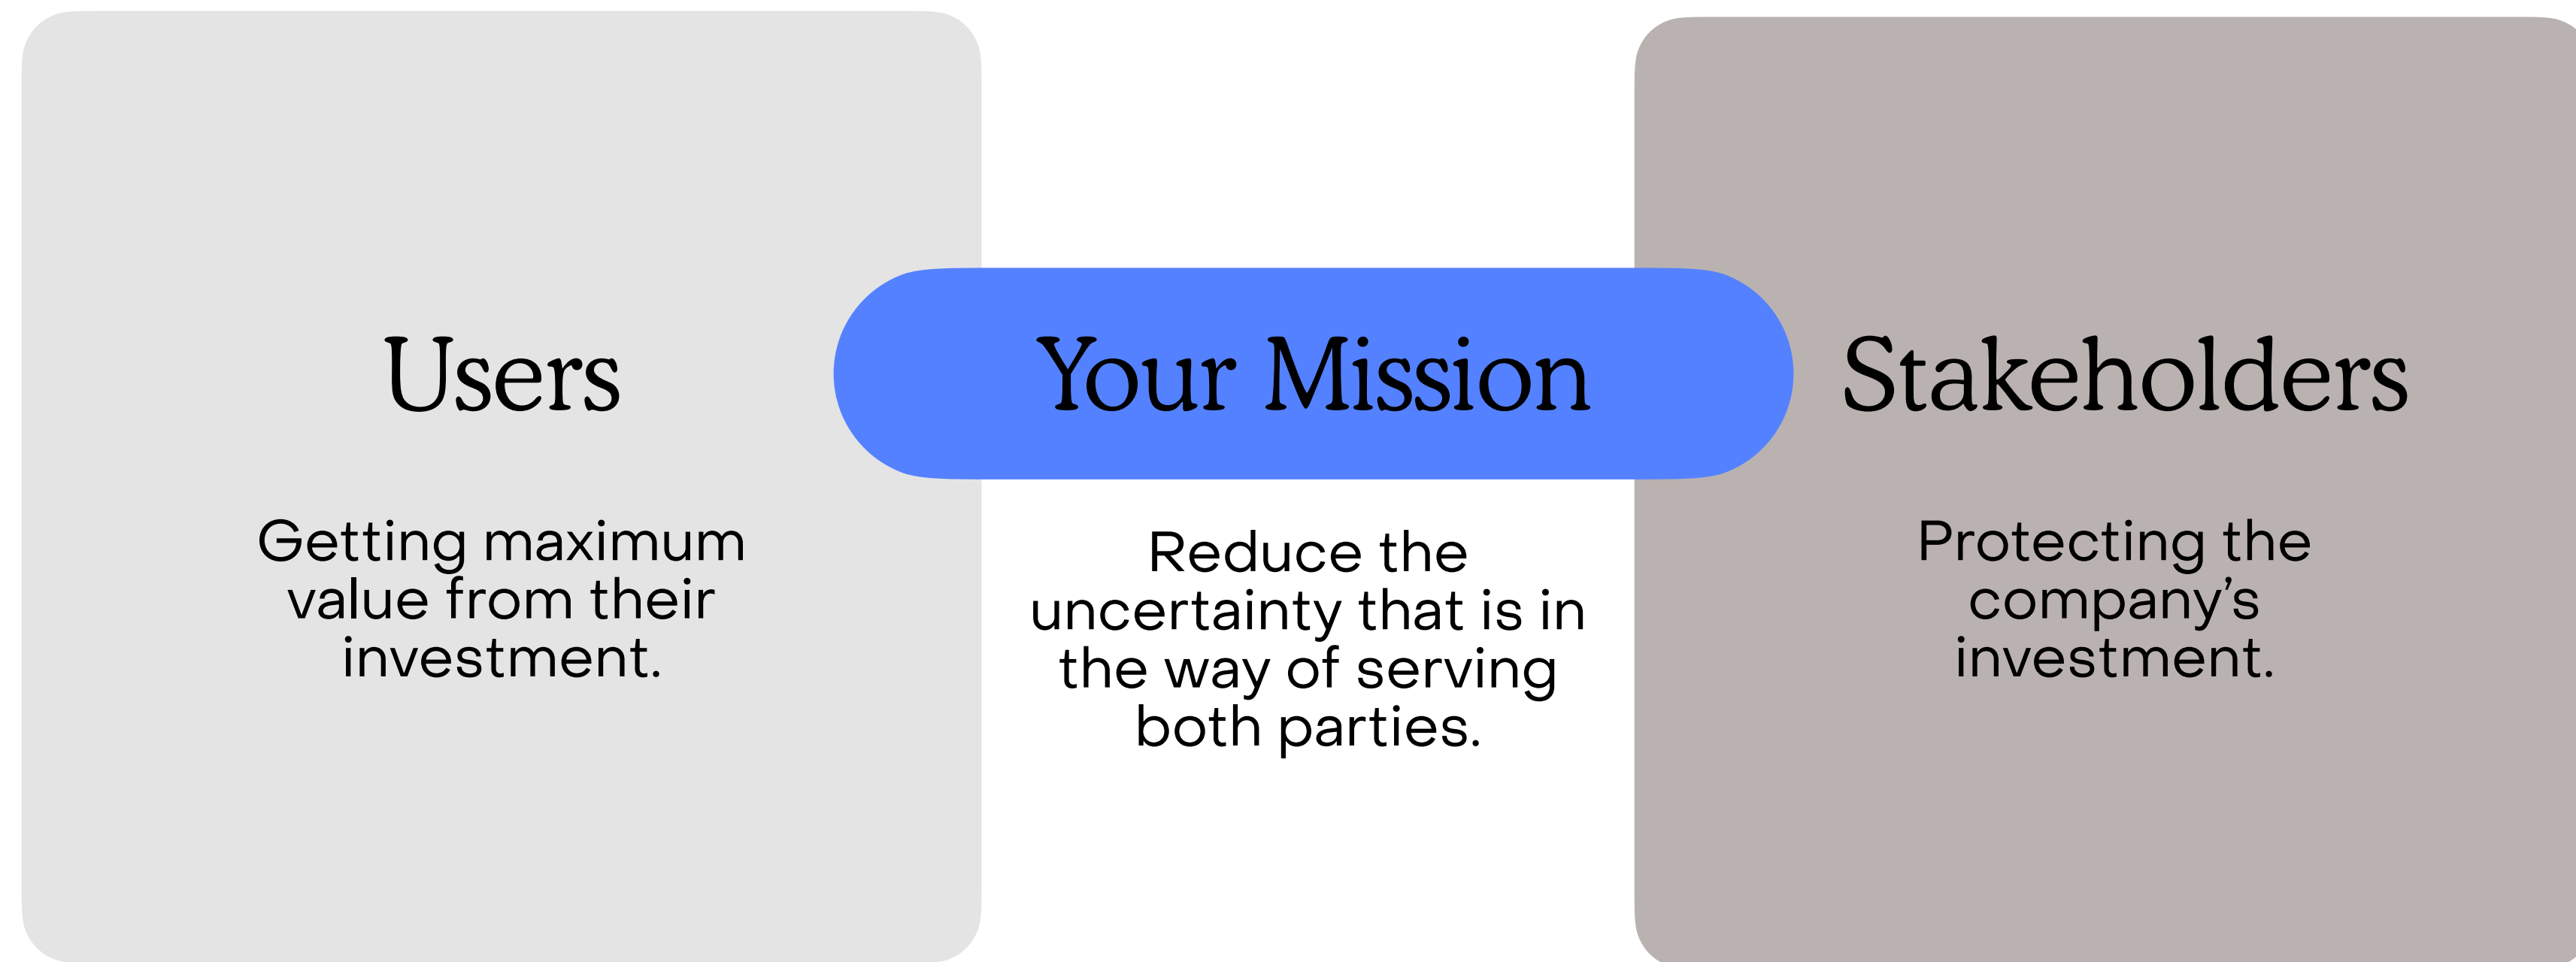 Users
Getting maximum
value from their
investment.
Your Mission
Reduce the
uncertainty that is in
the way of serving
both parties.
Stakeholders
Protecting the
company’s
investment.